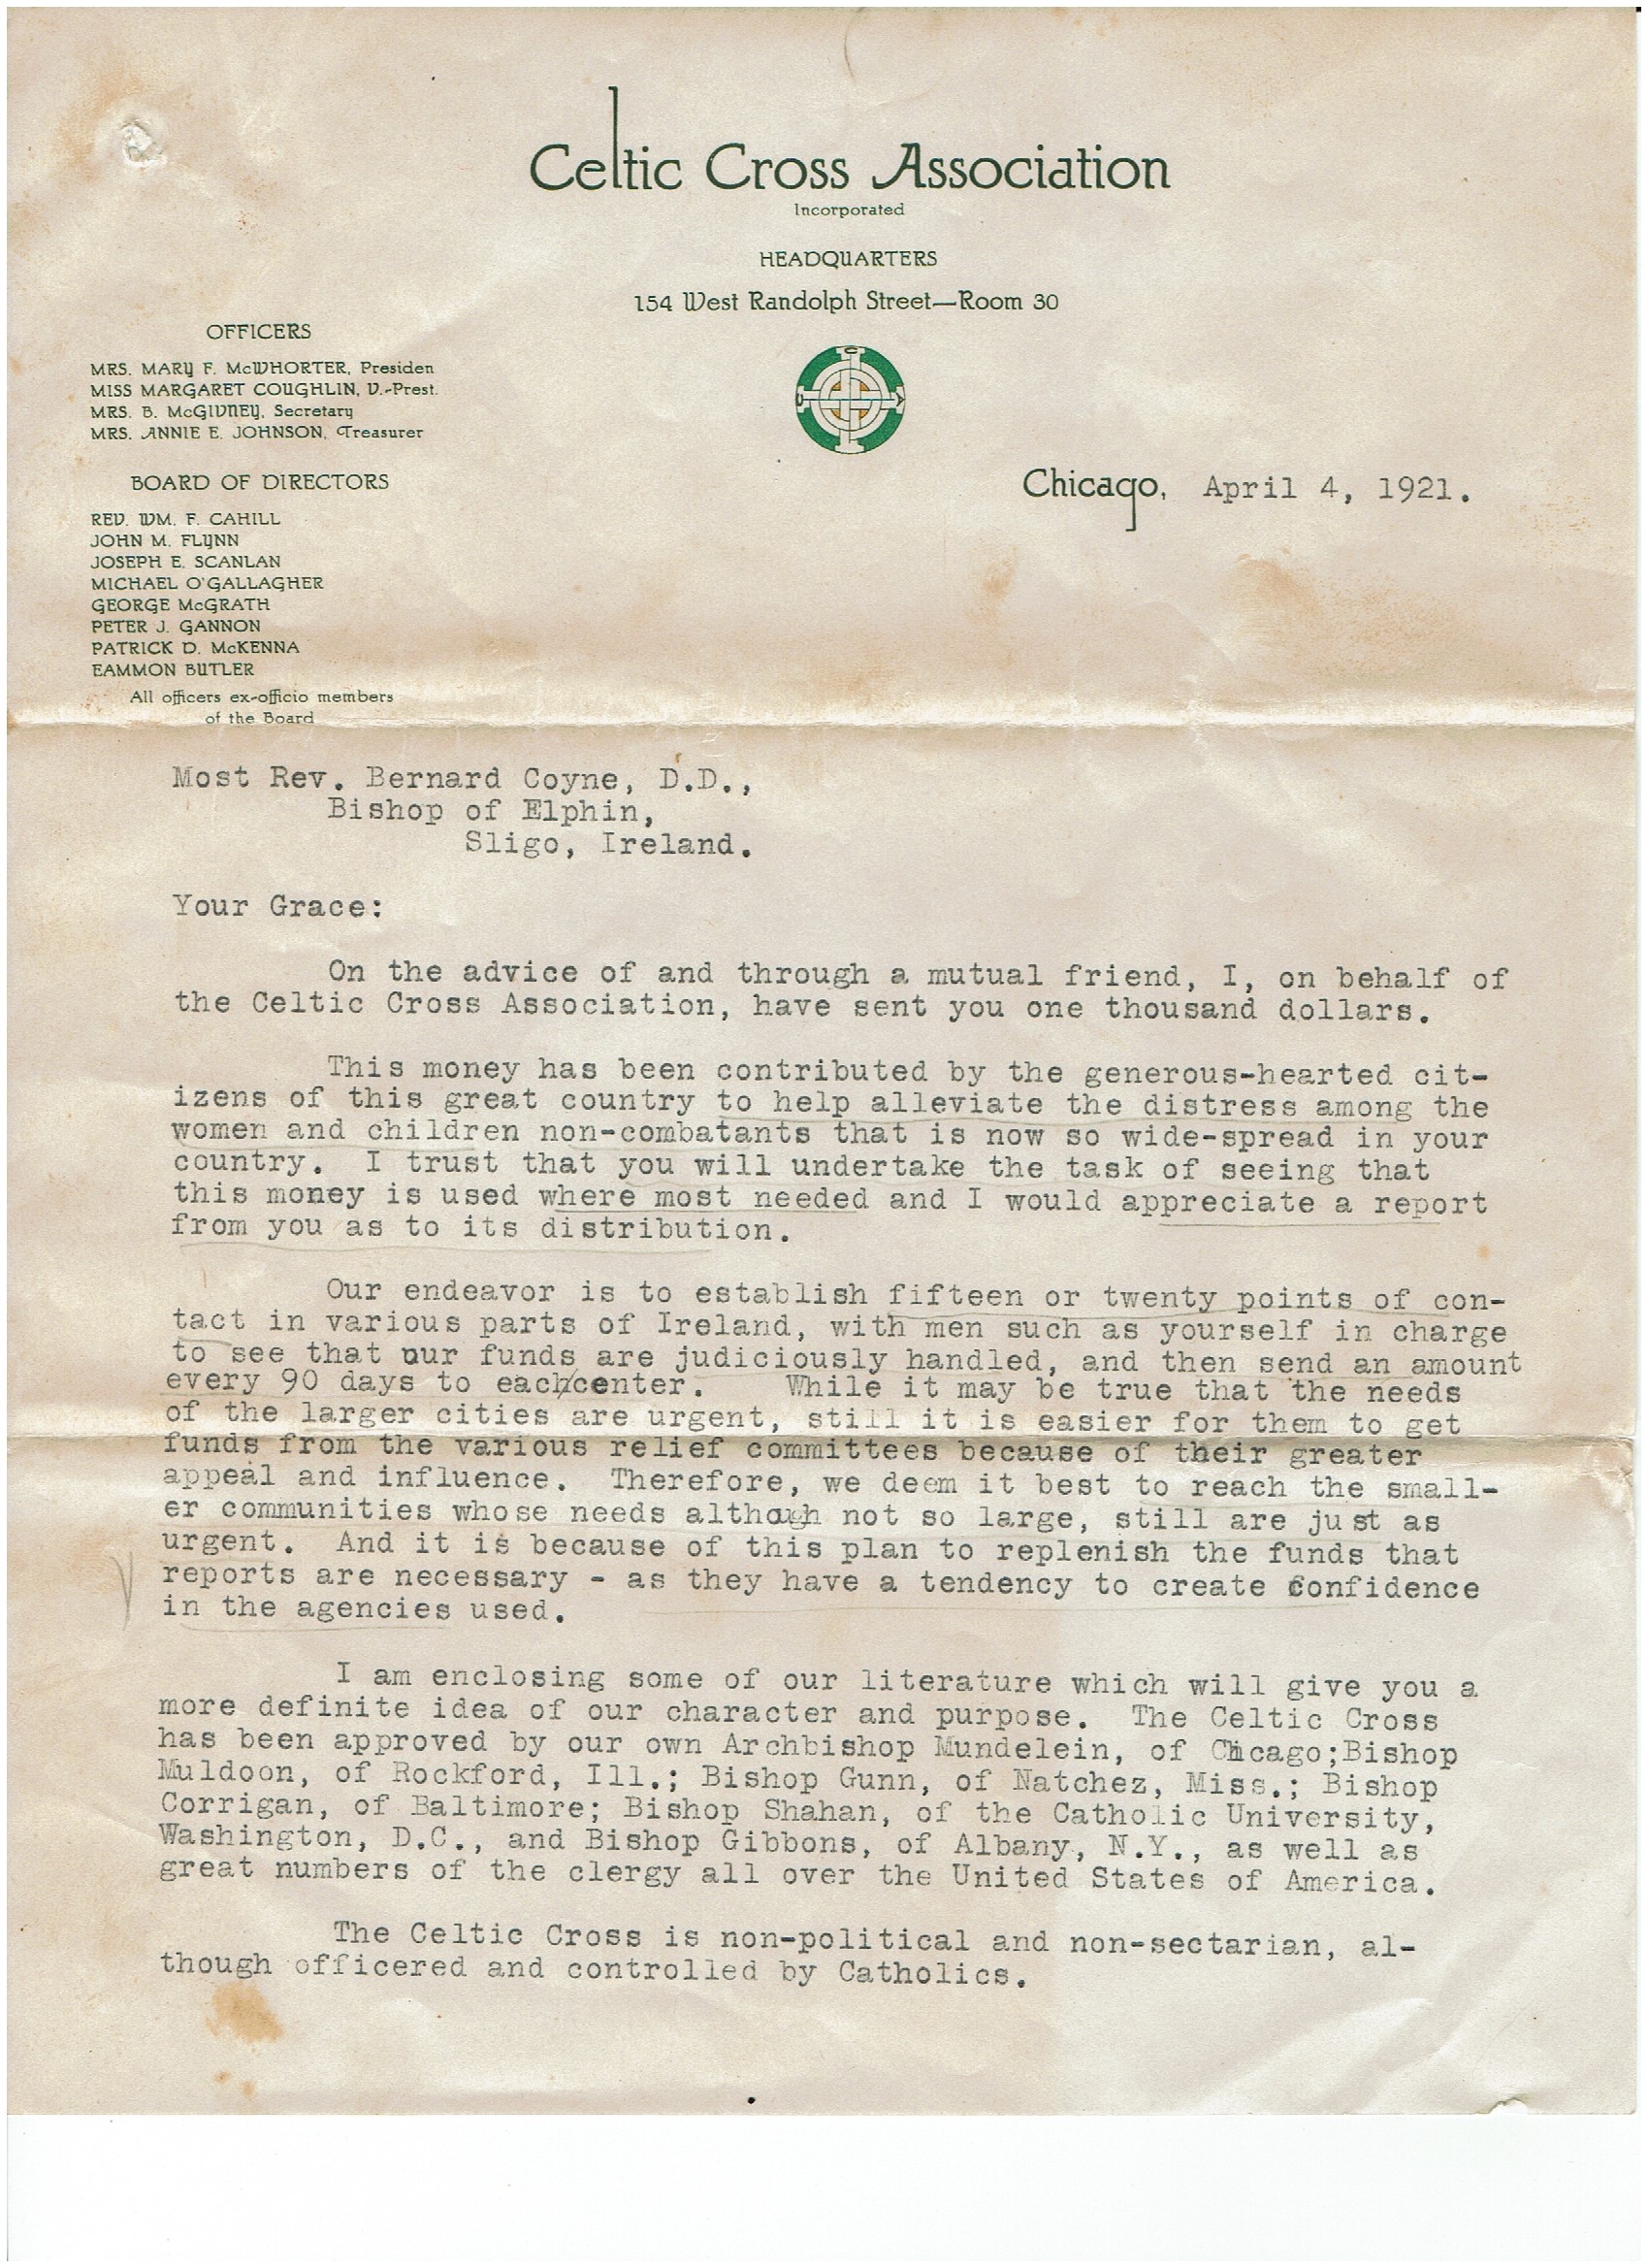 Celtic Cross Association
Incorporated
HEADQUARTERS
154 West Randolph Street—Room 30
OFFICERS
MRS. MARY F. McWHORTER, Presiden
MISS MARGARET COUGHLIN, V.-Prest.
MRS. B. McGIVNEY, Secretary
MRS. ANNIE E. JOHNSON, Treasurer
BOARD OF DIRECTORS
REV. WM. F. CAHILL
JOHN M. FLYNN
JOSEPH E. SCANLAN
MICHAEL O'GALLAGHER
GEORGE McGRATH
PETER J. GANNON
PATRICK D. McKENNA
EAMMON BUTLER
All officers ex-officio members
of the Board
Chicago, April 4, 1921.
Most Rev. Bernard Coyne, D.D.,
Bishop of Elphin,
Sligo, Ireland.
Your Grace:
On the advice of and through a mutual friend, I, on behalf of
the Celtic Cross Association, have sent you one thousand dollars.
This money has been contributed by the generous-hearted cit-
izens of this great country to help alleviate the distress among the
women and children non-combatants that is now so wide-spread in your
country. I trust that you will undertake the task of seeing that
this money is used where most needed and I would appreciate a report
from you as to its distribution.
Our endeavor is to establish fifteen or twenty points of con-
tact in various parts of Ireland, with men such as yourself in charge
to see that our funds are judiciously handled, and then send an amount
every 90 days to each/center. While it may be true that the needs
of the larger cities are urgent, still it is easier for them to get
funds from the various relief committees because of their greater
appeal and influence. Therefore, we deem it best to reach the small-
er communities whose needs although not so large, still are just as
urgent. And it is because of this plan to replenish the funds that
reports are necessary - as they have a tendency to create confidence
in the agencies used.
I am enclosing some of our literature which will give you a
more definite idea of our character and purpose. The Celtic Cross
has been approved by our own Archbishop Mundelein, of Chicago;Bishop
Muldoon, of Rockford, Ill.; Bishop Gunn, of Natchez, Miss.; Bishop
Corrigan, of Baltimore; Bishop Shahan, of the Catholic University,
Washington, D.C., and Bishop Gibbons, of Albany, N.Y., as well as
great numbers of the clergy all over the United States of America.
The Celtic Cross is non-political and non-sectarian, al-
though officered and controlled by Catholics.